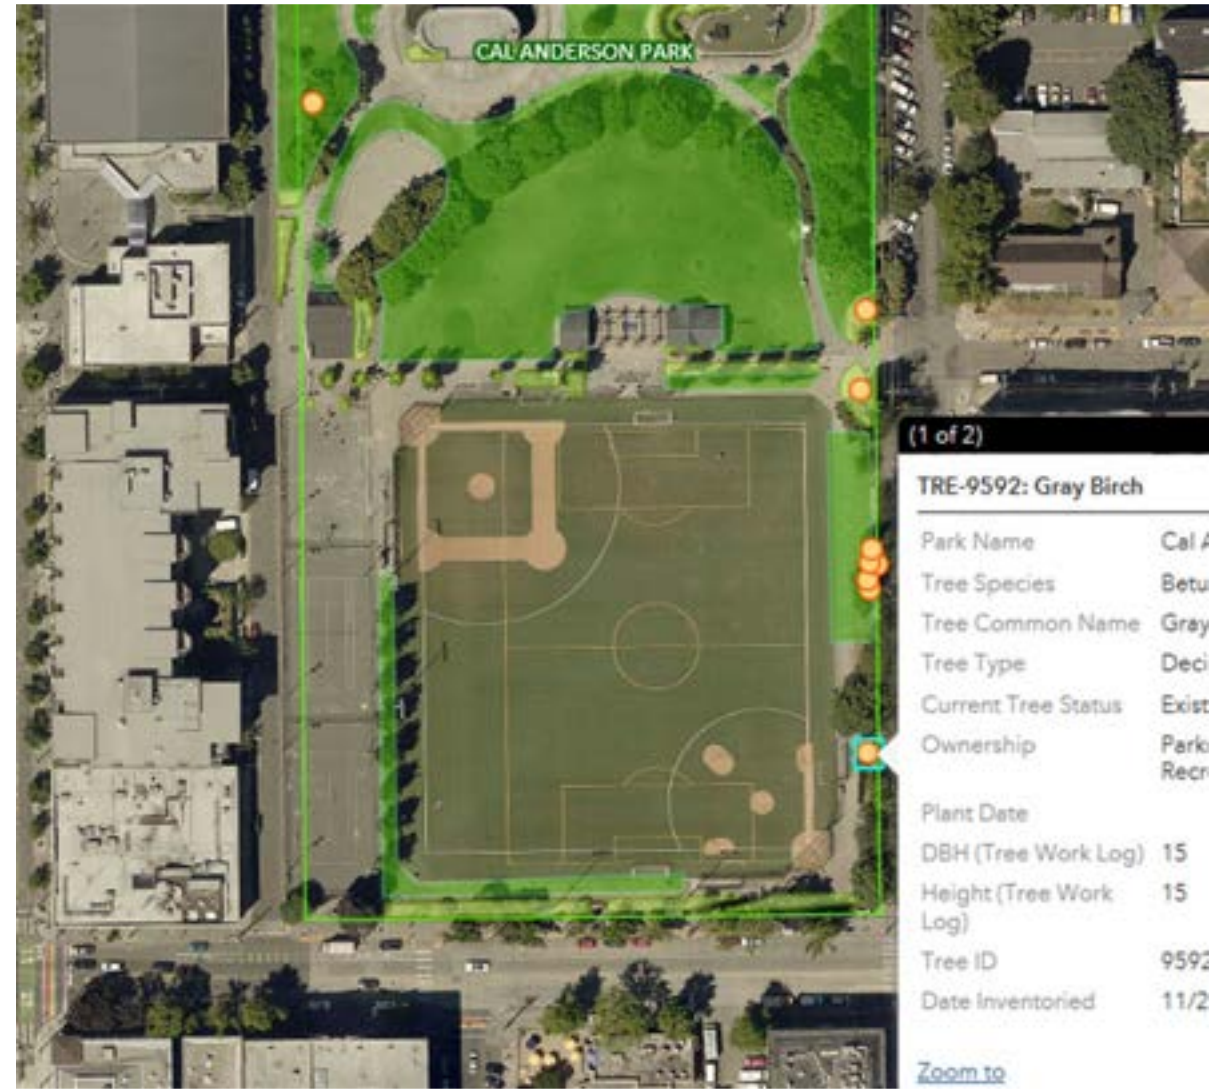 CAL ANDERSON PARK
(1 of 2)
TRE-9592: Gray Birch
Park Name Cal A
Tree Species Betu
Tree Common Name Gray
Tree Type Deci
Current Tree Status Exist
Ownership Park
Recr
Plant Date
DBH (Tree Work Log) 15
Height (Tree Work 15
Log)
Tree ID 9592
Date Inventoried 11/2
Zoom to